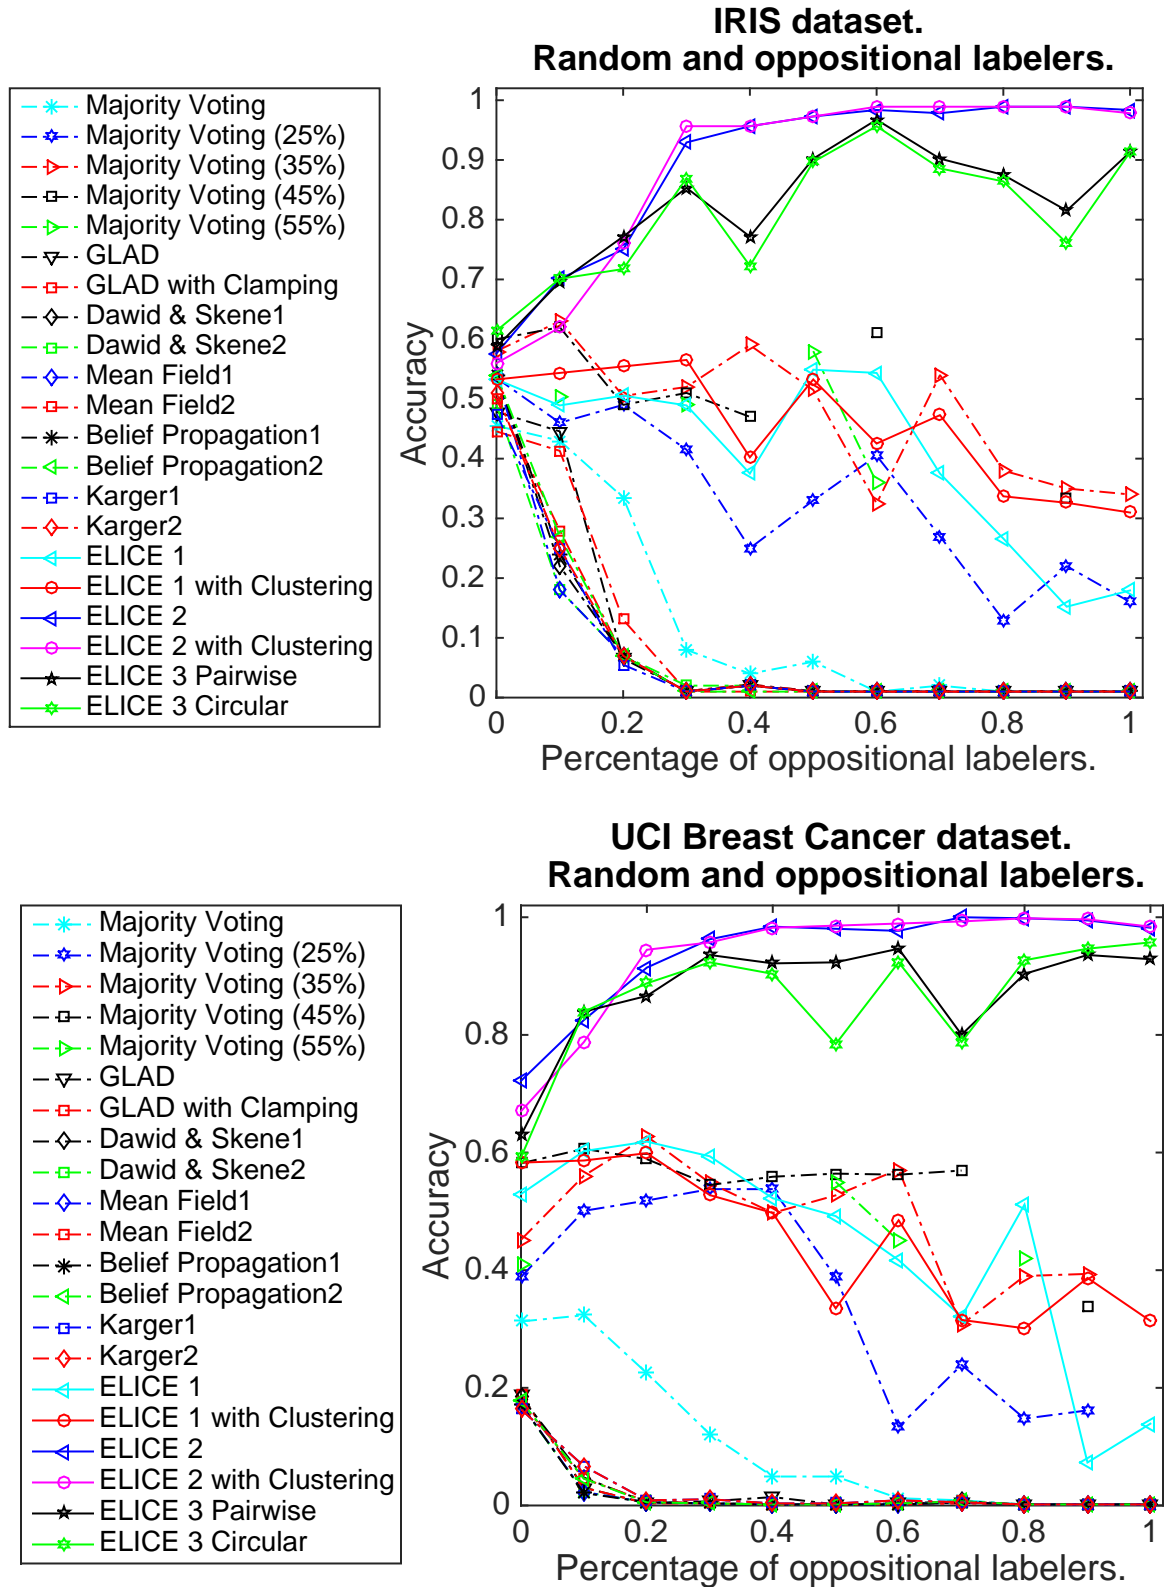 IRIS dataset.
Random and oppositional labelers.
Majority Voting
Majority Voting (25%)
Majority Voting (35%)
Majority Voting (45%)
Majority Voting (55%)
GLAD
GLAD with Clamping
Dawid & Skene1
Dawid & Skene2
Mean Field1
Mean Field2
Belief Propagation1
Belief Propagation2
Karger1
Karger2
ELICE 1
ELICE 1 with Clustering
ELICE 2
ELICE 2 with Clustering
ELICE 3 Pairwise
ELICE 3 Circular
Accuracy
1
0.9
0.8
0.7
0.6
0.5
0.4
0.3
0.2
0.1
0
0 0.2 0.4 0.6 0.8 1
Percentage of oppositional labelers.
UCI Breast Cancer dataset.
Random and oppositional labelers.
Majority Voting
Majority Voting (25%)
Majority Voting (35%)
Majority Voting (45%)
Majority Voting (55%)
GLAD
GLAD with Clamping
Dawid & Skene1
Dawid & Skene2
Mean Field1
Mean Field2
Belief Propagation1
Belief Propagation2
Karger1
Karger2
ELICE 1
ELICE 1 with Clustering
ELICE 2
ELICE 2 with Clustering
ELICE 3 Pairwise
ELICE 3 Circular
Accuracy
1
0.8
0.6
0.4
0.2
0
0 0.2 0.4 0.6 0.8 1
Percentage of oppositional labelers.